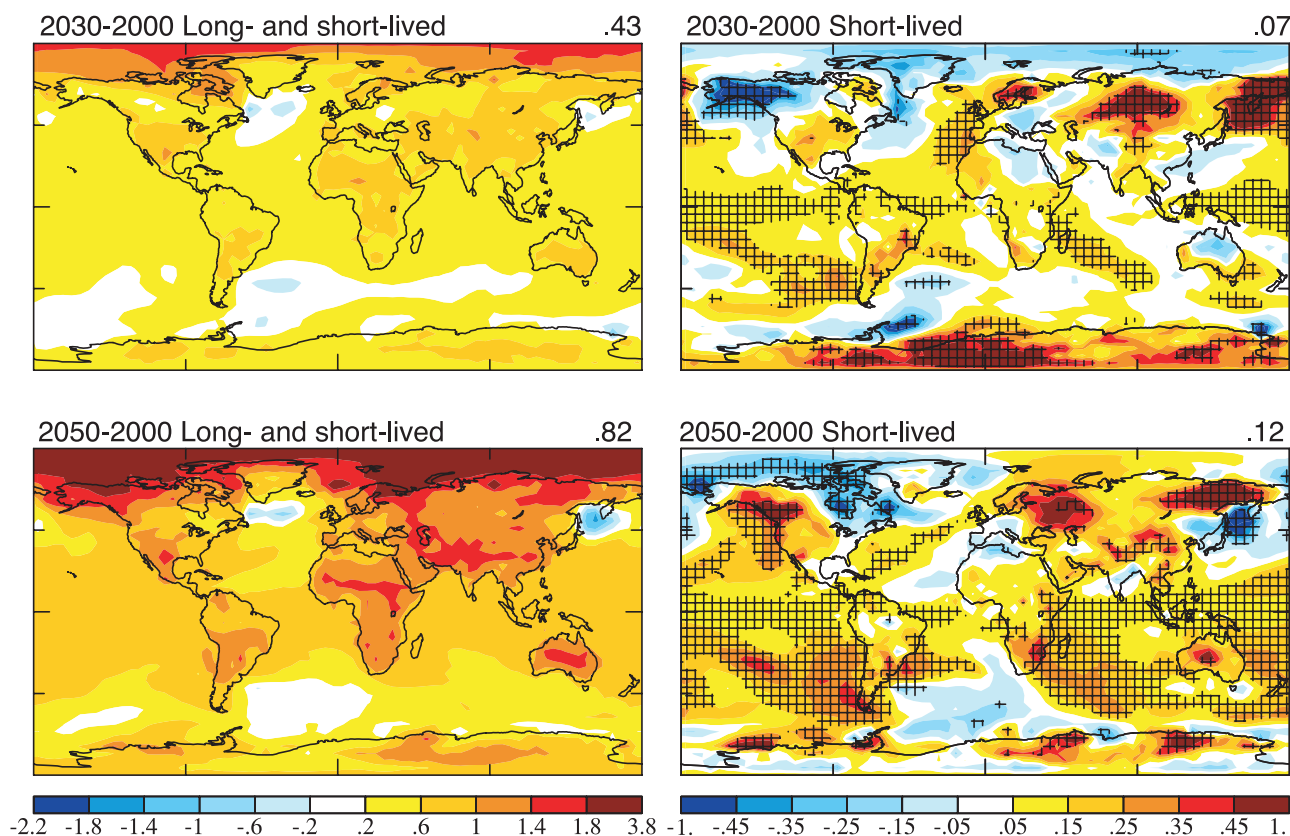 2030-2000 Long- and short-lived .43
2030-2000 Short-lived .07
2050-2000 Long- and short-lived .82
2050-2000 Short-lived .12
-2.2 -1.8 -1.4 -1 -.6 -.2 .2 .6 1 1.4 1.8 3.8
-1. -.45 -.35 -.25 -.15 -.05 .05 .15 .25 .35 .45 1.